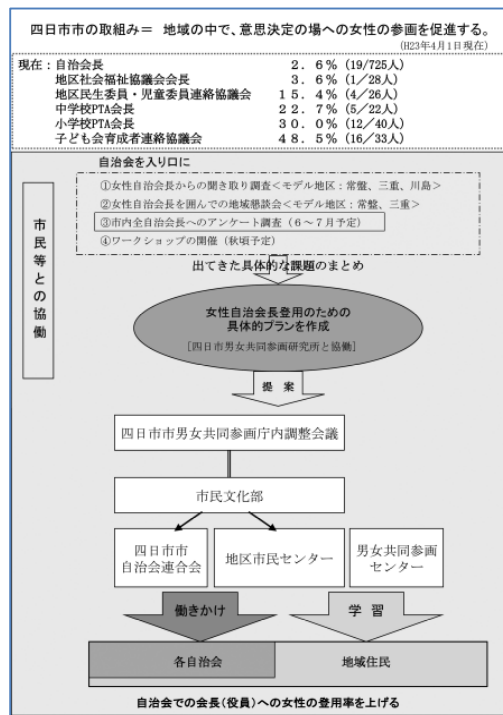 四日市市の取組み＝ 地域の中で、意思決定の場への女性の参画を促進する。
(H23年4月1日現在)
現在：自治会長 2．6％(19/725人)
地区社会福祉協議会会長 3．6％(1/28人)
地区民生委員・児童委員連絡協議会 15．4％(4/26人)
中学校PTA会長 22．7％(5/22人)
小学校PTA会長 30．0％(12/40人)
子ども会育成者連絡協議会 48．5％(16/33人)
自治会を入り口に
①女性自治会長からの聞き取り調査＜モデル地区：常盤、三重、川島＞
②女性自治会長を囲んでの地域懇談会＜モデル地区：常盤、三重＞
③市内全自治会長へのアンケート調査（6～7月予定）
④ワークショップの開催（秋頃予定）
市民等との協働
出てきた具体的な課題のまとめ
女性自治会長登用のための
具体的プランを作成
[四日市男女共同参画研究所と協働]
提 案
四日市市男女共同参画庁内調整会議
市民文化部
四日市市
自治会連合会
地区市民センター
男女共同参画
センター
働きかけ
学 習
各自治会
地域住民
自治会での会長（役員）への女性の登用率を上げる